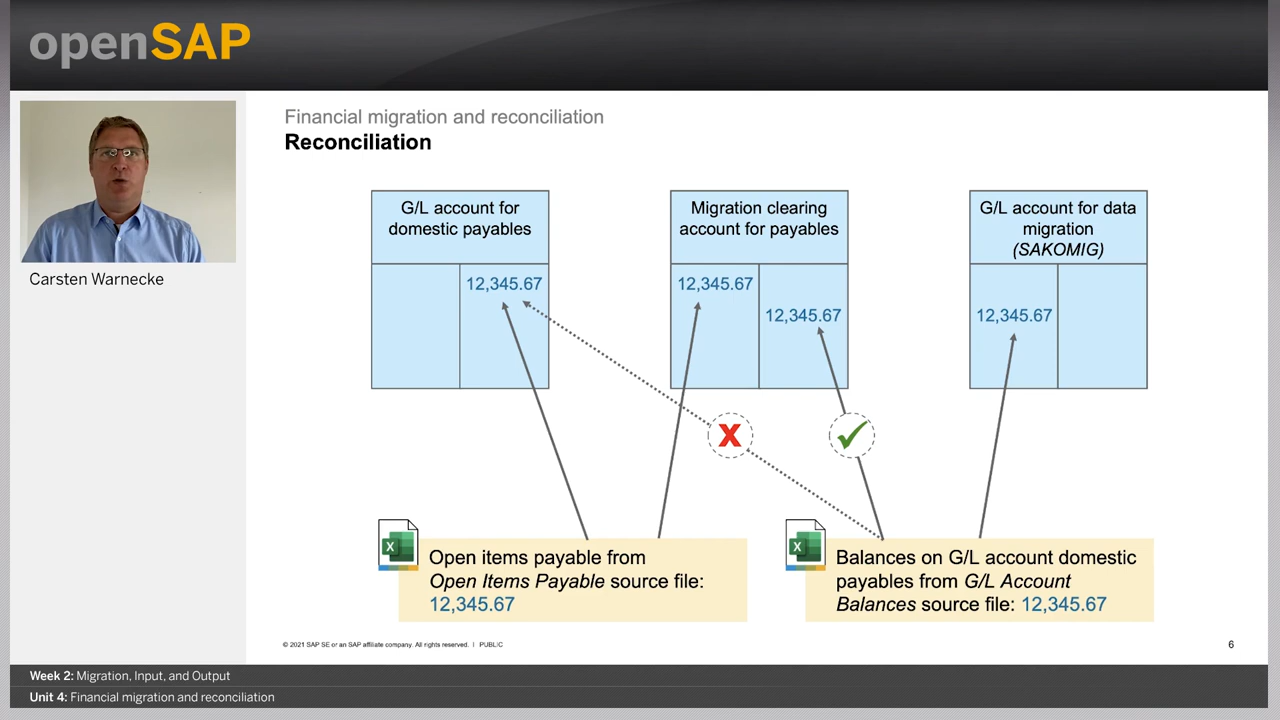 openSAP
Carsten Warnecke
Financial migration and reconciliation
Reconciliation
G/L account for
domestic payables
12,345.67
Migration clearing
account for payables
12,345.67
12,345.67
G/L account for data
migration
(SAKOMIG)
12,345.67
X
X
Open items payable from
Open Items Payable source file:
12,345.67
X
Balances on G/L account domestic
payables from G/L Account
Balances source file: 12,345.67
© 2021 SAP SE or an SAP affiliate company. All rights reserved. | PUBLIC
6
Week 2: Migration, Input, and Output
Unit 4: Financial migration and reconciliation